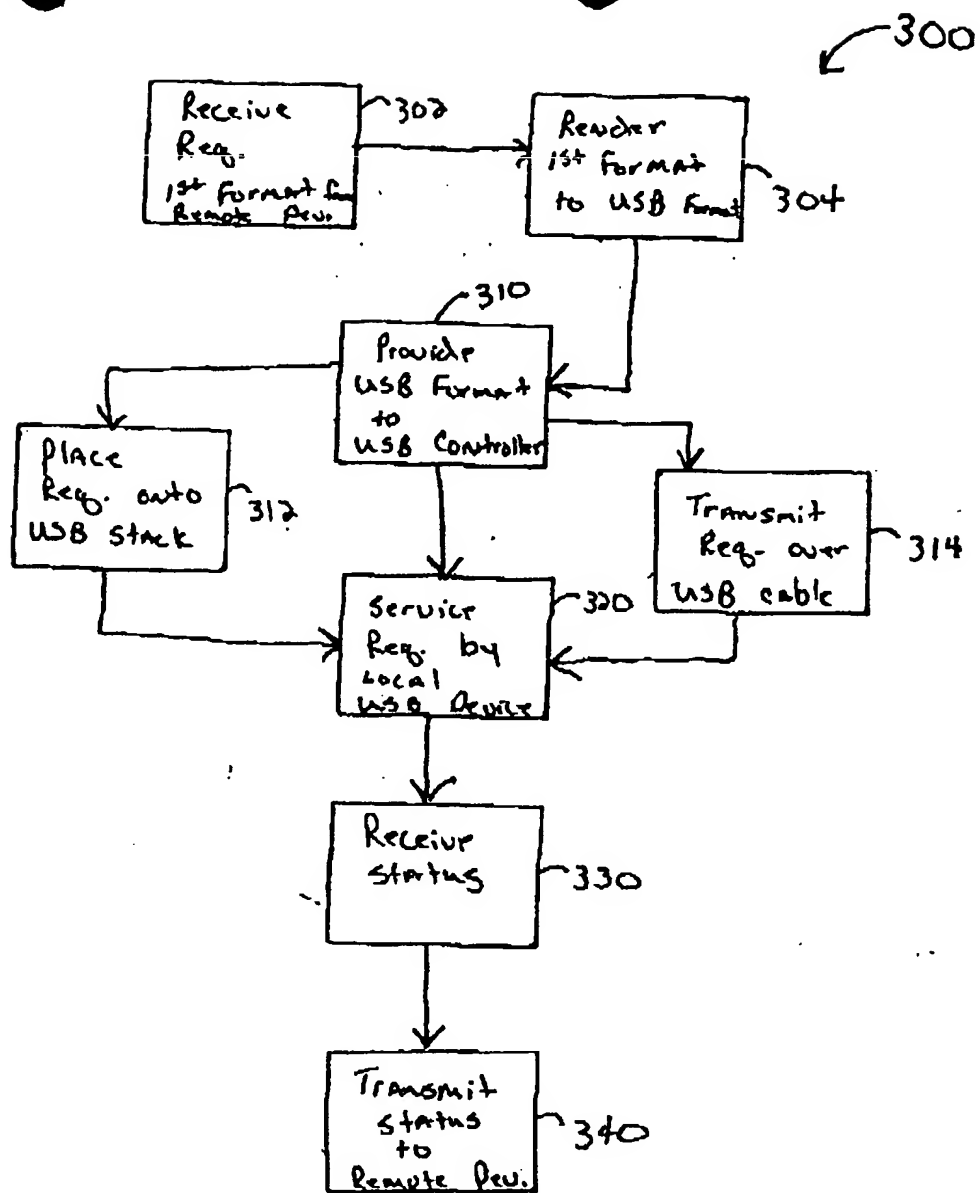 300
Receive
Req.
1st Format from
Remote Dev.
302
Render
1st Format
to USB Format
304
310
Provide
USB Format
to
USB Controller
Place
Req. onto
USB Stack
312
Transmit
Req. over
USB cable
314
Service
Req. by
Local
USB Device
320
Receive
Status
330
Transmit
Status
to
Remote Dev.
340